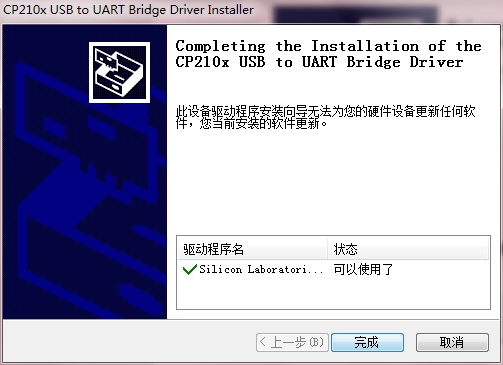 CP210x USB to UART Bridge Driver Installer
Completing the Installation of the
CP210x USB to UART Bridge Driver
此设备驱动程序安装向导无法为您的硬件设备更新任何软
件，您当前安装的软件更新。
驱动程序名 状态
Silicon Laboratori... 可以使用了
< 上一步(B) 完成 取消